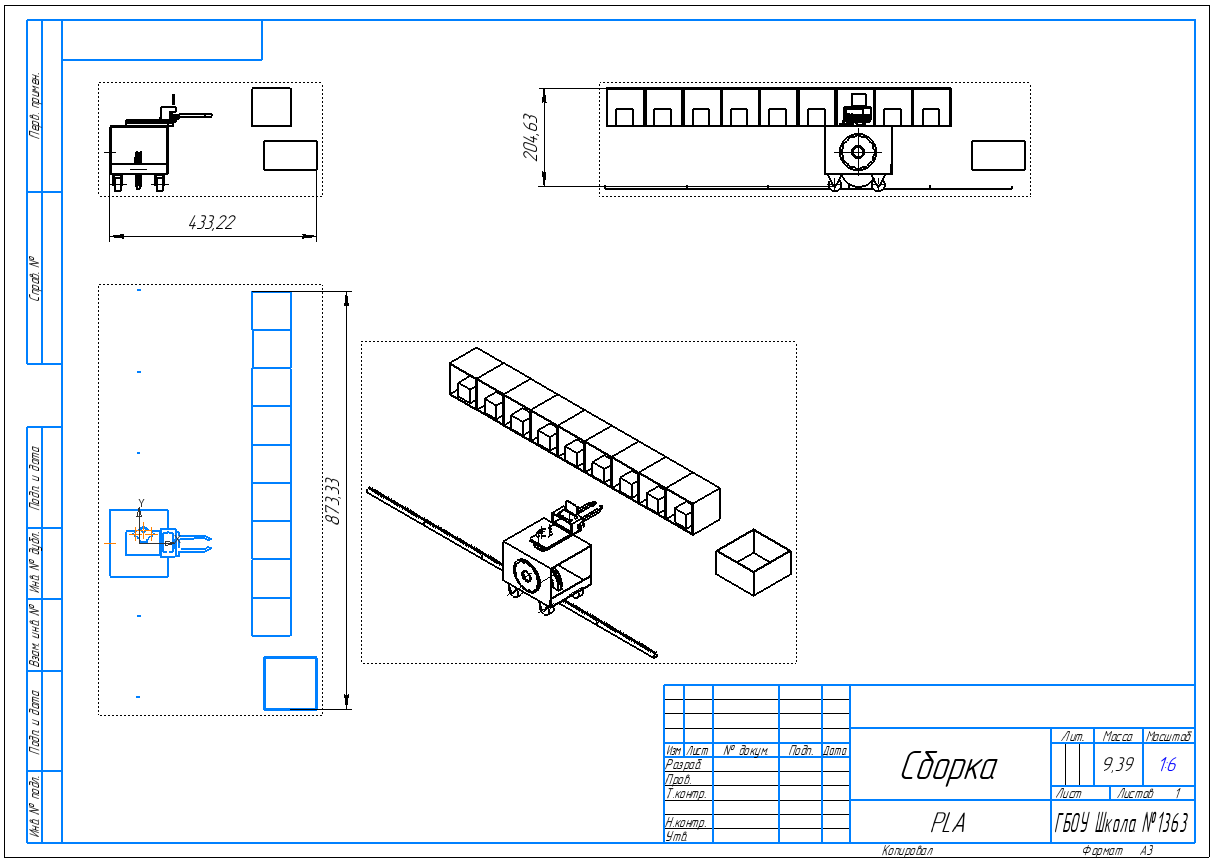 Перв. примен.
Справ. №
Подп. и дата
Инв. № дубл.
Взам. инв. №
Подп. и дата
Инв. № подл.
433,22
204,63
873,33
Y
Изм Лист № докум. Подп. Дата
Разраб.
Пров.
Т.контр.
Н.контр.
Утв.
Сборка
PLA
Лит. Масса Масштаб
9,39 1:6
Лист Листов 1
ГБОУ Школа №1363
Копировал Формат А3